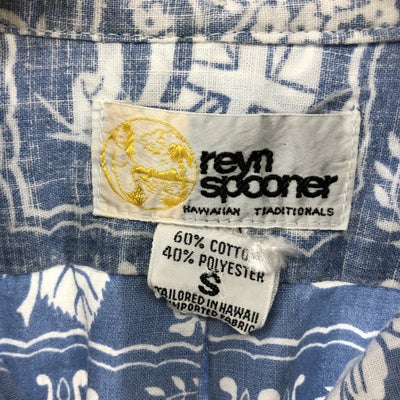 reyn
spooner
HAWAIIAN TRADITIONALS
60% COTTO
40% POLYESTER
S
TAILORED IN HAWAII
IMPORTED FABRIC